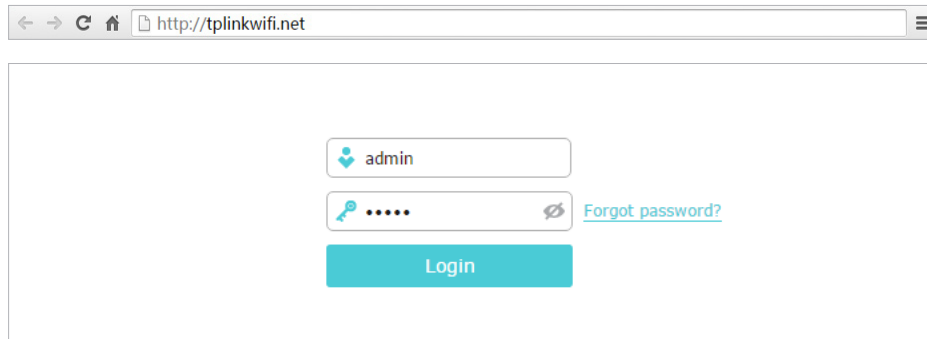 http://tplinkwifi.net
admin
•••••
Forgot password?
Login